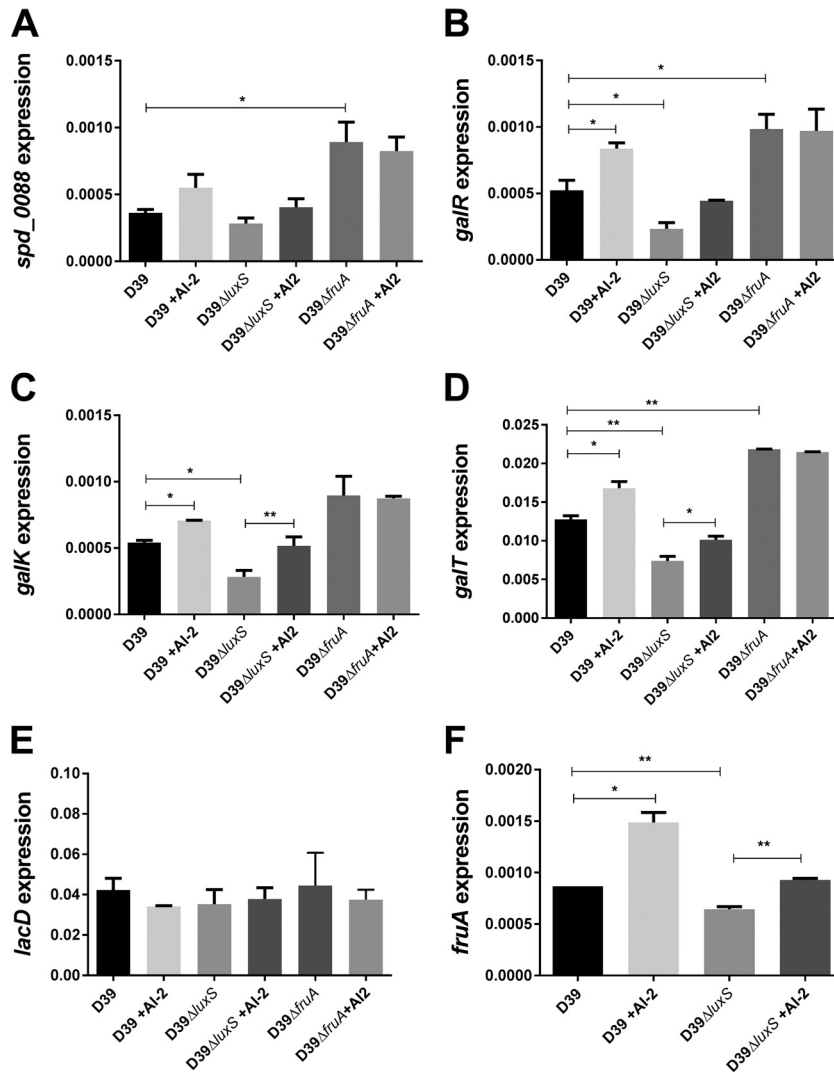 A
spd_0088 expression
0.0015
0.0010
0.0005
0.0000
*
D39
D39 +AI-2
D39ΔluxS
D39ΔluxS +AI2
D39ΔfruA
D39ΔfruA +AI2
B
galR expression
0.0015
0.0010
0.0005
0.0000
*
*
*
D39
D39+AI-2
D39ΔluxS
D39ΔluxS +AI2
D39ΔfruA
D39ΔfruA +AI2
C
galK expression
0.0015
0.0010
0.0005
0.0000
*
*
**
D39
D39 +AI-2
D39ΔluxS
D39ΔluxS +AI2
D39ΔfruA
D39ΔfruA+AI2
D
galT expression
0.025
0.020
0.015
0.010
0.005
0.000
**
**
*
*
D39
D39 +AI-2
D39ΔluxS
D39ΔluxS +AI2
D39ΔfruA
D39ΔfruA +AI2
E
lacD expression
0.10
0.08
0.06
0.04
0.02
0.00
D39
D39 +AI-2
D39ΔluxS
D39ΔluxS +AI-2
D39ΔfruA
D39ΔfruA+AI2
F
fruA expression
0.0020
0.0015
0.0010
0.0005
0.0000
**
*
**
D39
D39 +AI-2
D39ΔluxS
D39ΔluxS +AI-2